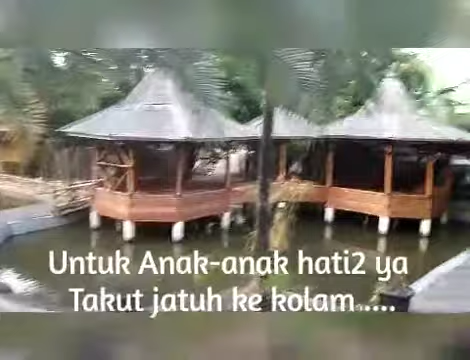 Untuk Anak-anak hati2 ya
Takut jatuh ke kolam.....